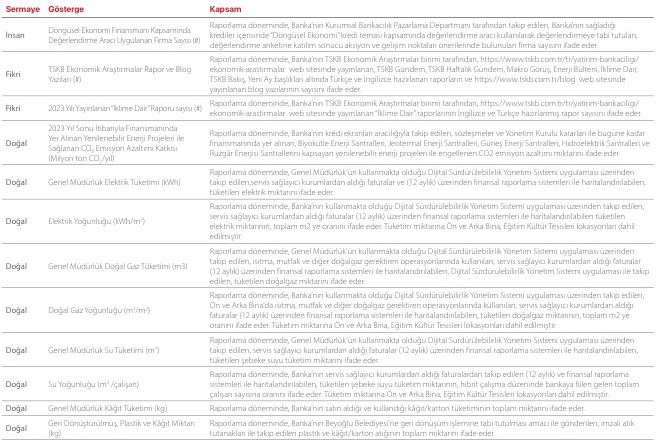 Sermaye Gösterge Kapsam
İnsan
Döngüsel Ekonomi Finansmanı Kapsamında
Değerlendirme Aracı Uygulanan Firma Sayısı (#)
Raporlama döneminde, Banka'nın Kurumsal Bankacılık Pazarlama Departmanı tarafından takip edilen, Banka'nın sağladığı
krediler içerisinde "Döngüsel Ekonomi" kredi teması kapsamında değerlendirme aracı kullanılarak değerlendirmeye tabi tutulan,
değerlendirme anketine katılım sonucu aksiyon ve gelişim noktaları önerilerinde bulunulan firma sayısını ifade eder.
Fikri
TSKB Ekonomik Araştırmalar Rapor ve Blog
Yazıları (#)
Raporlama döneminde, Banka'nın TSKB Ekonomik Araştırmalar birimi tarafından, https://www.tskb.com.tr/tr/yatirim-bankaciligi/
ekonomik-arastirmalar web sitesinde yayınlanan, TSKB Gündem, TSKB Haftalık Gündem, Makro Görüş, Enerji Bülteni, İklime Dair,
TSKB Bakış, Yeni Ay başlıkları altında Türkçe ve İngilizce hazırlanan raporların ve https://www.tskb.com.tr/blog web sitesinde
yayınlanan blog yazılarının sayısını ifade eder.
Fikri
2023 Yılı Yayınlanan "İklime Dair" Raporu sayısı (#)
Raporlama döneminde, Banka'nın TSKB Ekonomik Araştırmalar birimi tarafından, https://www.tskb.com.tr/tr/yatirim-bankaciligi/
ekonomik-arastirmalar web sitesinde yayınlanan "İklime Dair" raporlarının İngilizce ve Türkçe hazırlanmış rapor sayısını ifade eder.
Doğal
2023 Yıl Sonu İtibarıyla Finansmanında
Yer Alınan Yenilenebilir Enerji Projeleri ile
Sağlanan CO₂ Emisyon Azaltımı Katkısı
(Milyon ton CO₂/yıl)
Raporlama döneminde, Banka'nın kredi ekranları aracılığıyla takip edilen, sözleşmeler ve Yönetim Kurulu kararları ile bugüne kadar
finansmanında yer alınan, Biyokütle Enerji Santralleri, Jeotermal Enerji Santralleri, Güneş Enerji Santralleri, Hidroelektrik Santralleri ve
Rüzgâr Enerjisi Santrallerini kapsayan yenilenebilir enerji projeleri ile engellenen CO2 emisyon azaltımı miktarını ifade eder.
Doğal
Genel Müdürlük Elektrik Tüketimi (kWh)
Raporlama döneminde, Genel Müdürlük'ün kullanmakta olduğu Dijital Sürdürülebilirlik Yönetim Sistemi uygulaması üzerinden
takip edilen,servis sağlayıcı kurumlardan aldığı faturalar ve (12 aylık) üzerinden finansal raporlama sistemleri ile haritalandırılabilen,
tüketilen elektrik miktarını ifade eder.
Doğal
Elektrik Yoğunluğu (kWh/m²)
Raporlama döneminde, Banka'nın kullanmakta olduğu Dijital Sürdürülebilirlik Yönetim Sistemi uygulaması üzerinden takip edilen,
servis sağlayıcı kurumlardan aldığı faturalar (12 aylık) üzerinden finansal raporlama sistemleri ile haritalandırılabilen tüketilen
elektrik miktarının, toplam m2 ye oranını ifade eder. Tüketim miktarına Ön ve Arka Bina, Eğitim Kültür Tesisleri lokasyonları dahil
edilmiştir.
Doğal
Genel Müdürlük Doğal Gaz Tüketimi (m3)
Raporlama döneminde, Genel Müdürlük'ün kullanmakta olduğu Dijital Sürdürülebilirlik Yönetim Sistemi uygulaması üzerinden
takip edilen, ısıtma, mutfak ve diğer doğalgaz gerektiren operasyonlarında kullanılan, servis sağlayıcı kurumlardan aldığı faturalar
(12 aylık) üzerinden finansal raporlama sistemleri ile haritalandırılabilen, Dijital Sürdürülebilirlik Yönetim Sistemi uygulaması ile takip
edilen, tüketilen doğalgaz miktarını ifade eder.
Doğal
Doğal Gaz Yoğunluğu (m³/m²)
Raporlama döneminde, Banka'nın kullanmakta olduğu Dijital Sürdürülebilirlik Yönetim Sistemi uygulaması üzerinden takip edilen,
Ön ve Arka Bina'da ısıtma, mutfak ve diğer doğalgaz gerektiren operasyonlarında kullanılan, servis sağlayıcı kurumlardan aldığı
faturalar (12 aylık) üzerinden finansal raporlama sistemleri ile haritalandırılabilen, tüketilen doğalgaz miktarının, toplam m2 ye
oranını ifade eder. Tüketim miktarına Ön ve Arka Bina, Eğitim Kültür Tesisleri lokasyonları dahil edilmiştir.
Doğal
Genel Müdürlük Su Tüketimi (m³)
Raporlama döneminde, Genel Müdürlük'ün kullanmakta olduğu Dijital Sürdürülebilirlik Yönetim Sistemi uygulaması üzerinden
takip edilen, servis sağlayıcı kurumlardan aldığı faturalar (12 aylık) üzerinden finansal raporlama sistemleri ile haritalandırılabilen,
tüketilen şebeke suyu tüketim miktarını ifade eder.
Doğal
Su Yoğunluğu (m³ /çalışan)
Raporlama döneminde, Banka'nın servis sağlayıcı kurumlardan aldığı faturalardan takip edilen (12 aylık) ve finansal raporlama
sistemleri ile haritalandırılabilen, tüketilen şebeke suyu tüketim miktarının, hibrit çalışma düzeninde bankaya fiilen gelen toplam
çalışan sayısına oranını ifade eder. Tüketim miktarına Ön ve Arka Bina, Eğitim Kültür Tesisleri lokasyonları dahil edilmiştir.
Doğal
Genel Müdürlük Kâğıt Tüketimi (kg)
Raporlama döneminde, Banka'nın satın aldığı ve kullandığı kâğıt/karton tüketiminin toplam miktarını ifade eder.
Doğal
Geri Dönüştürülmüş, Plastik ve Kâğıt Miktarı
(kg)
Raporlama döneminde, Banka'nın Beyoğlu Belediyesi'ne geri dönüşüm işlemine tabi tutulması amacı ile gönderilen, imzalı atık
tutanakları ile takip edilen plastik ve kâğıt/karton atığının toplam miktarını ifade eder.